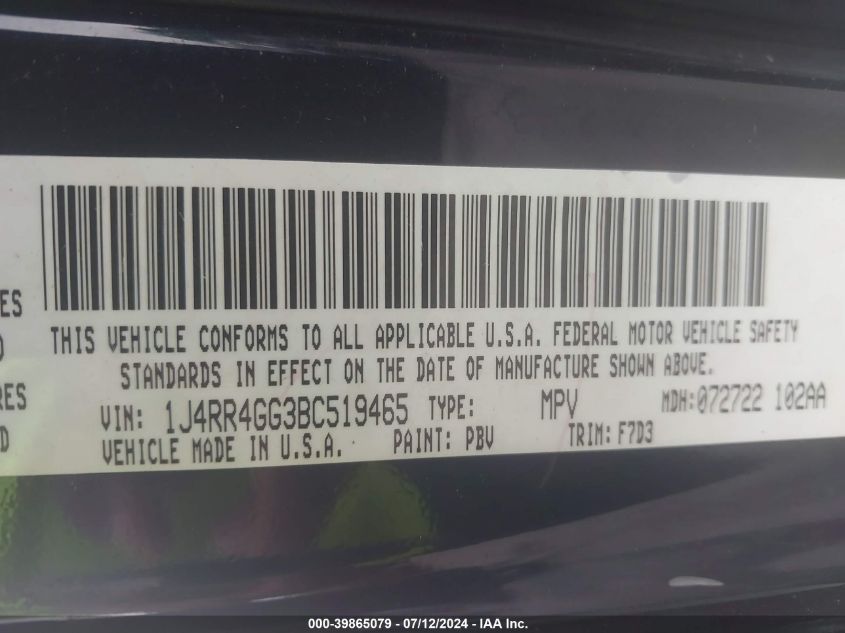 ES
THIS VEHICLE CONFORMS TO ALL APPLICABLE U.S.A. FEDERAL MOTOR VEHICLE SAFETY
STANDARDS IN EFFECT ON THE DATE OF MANUFACTURE SHOWN ABOVE.
RES
VIN: 1J4RR4GG3BC519465 TYPE: MPV MDH:072722 102AA
D
VEHICLE MADE IN U.S.A. PAINT: PBV TRIM: F7D3
000-39865079 - 07/12/2024 - IAA Inc.